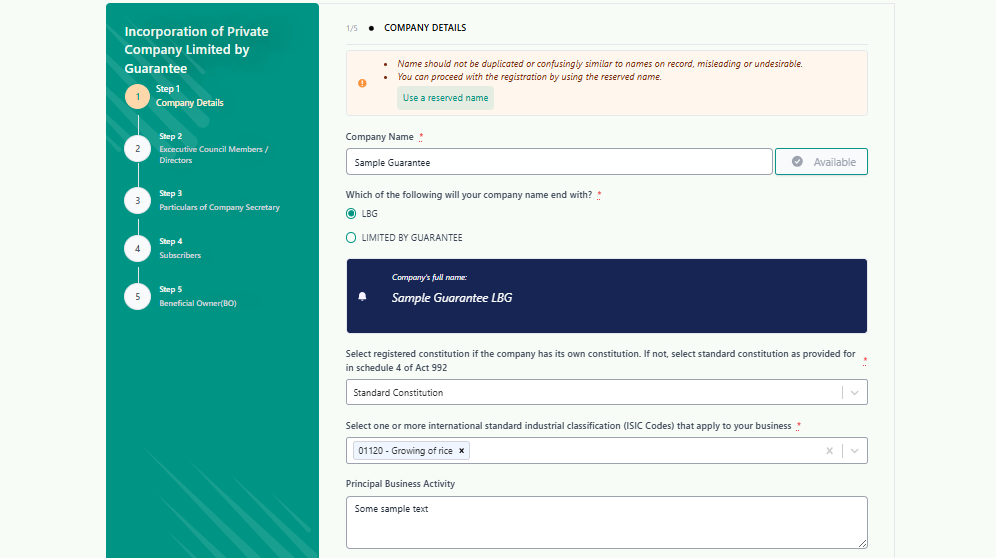 Incorporation of Private
Company Limited by
Guarantee
1
Step 1
Company Details
2
Step 2
Excecutive Council Members /
Directors
3
Step 3
Particulars of Company Secretary
4
Step 4
Subscribers
5
Step 5
Beneficial Owner(BO)
1/5 ● COMPANY DETAILS
• Name should not be duplicated or confusingly similar to names on record, misleading or undesirable.
• You can proceed with the registration by using the reserved name.
Use a reserved name
Company Name *
Sample Guarantee
Available
Which of the following will your company name end with? *
LBG
LIMITED BY GUARANTEE
Company's full name:
Sample Guarantee LBG
Select registered constitution if the company has its own constitution. If not, select standard constitution as provided for
in schedule 4 of Act 992 *
Standard Constitution
Select one or more international standard industrial classification (ISIC Codes) that apply to your business *
01120 - Growing of rice ×
Principal Business Activity
Some sample text